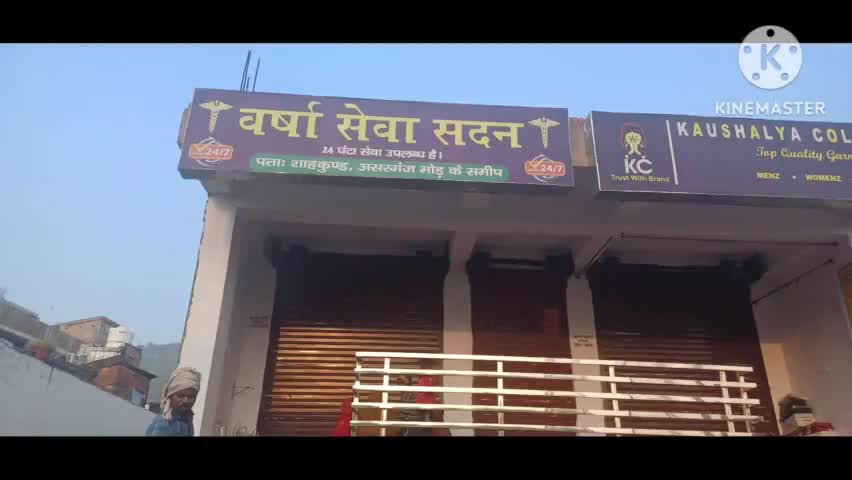 KINEMASTER
वर्षा सेवा सदन
24 घंटा सेवा उपलब्ध है।
24/7
पताः शाहकुण्ड, असरगंज मोड़ के समीप
24/7
KAUSHALYA COL
Top Quality Garm
KC
Trust With Brand
MENZ • WOMENZ